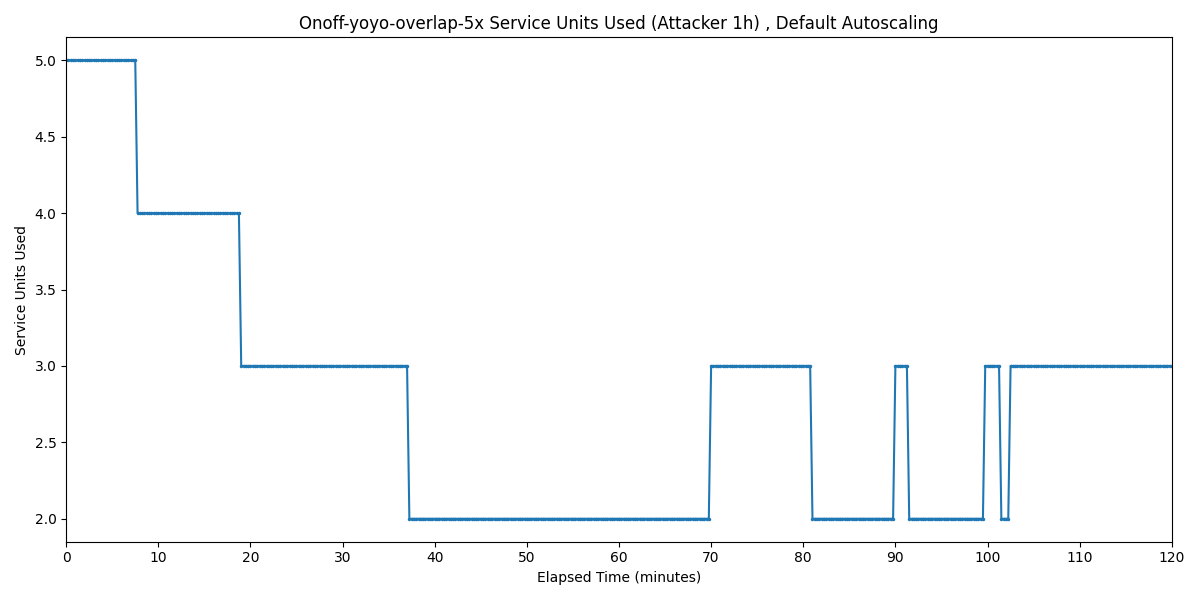 Onoff-yoyo-overlap-5x Service Units Used (Attacker 1h) , Default Autoscaling
Service Units Used
5.0
4.5
4.0
3.5
3.0
2.5
2.0
0 10 20 30 40 50 60 70 80 90 100 110 120
Elapsed Time (minutes)